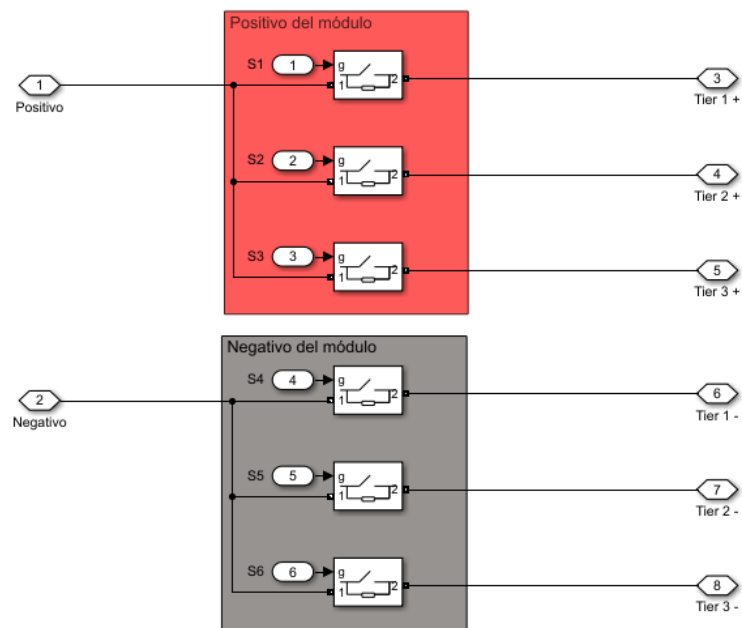 Positivo del módulo
S1 1 g 1 2
1 Positivo
3 Tier 1 +
S2 2 g 1 2
4 Tier 2 +
S3 3 g 1 2
5 Tier 3 +
Negativo del módulo
S4 4 g 1 2
2 Negativo
6 Tier 1 -
S5 5 g 1 2
7 Tier 2 -
S6 6 g 1 2
8 Tier 3 -